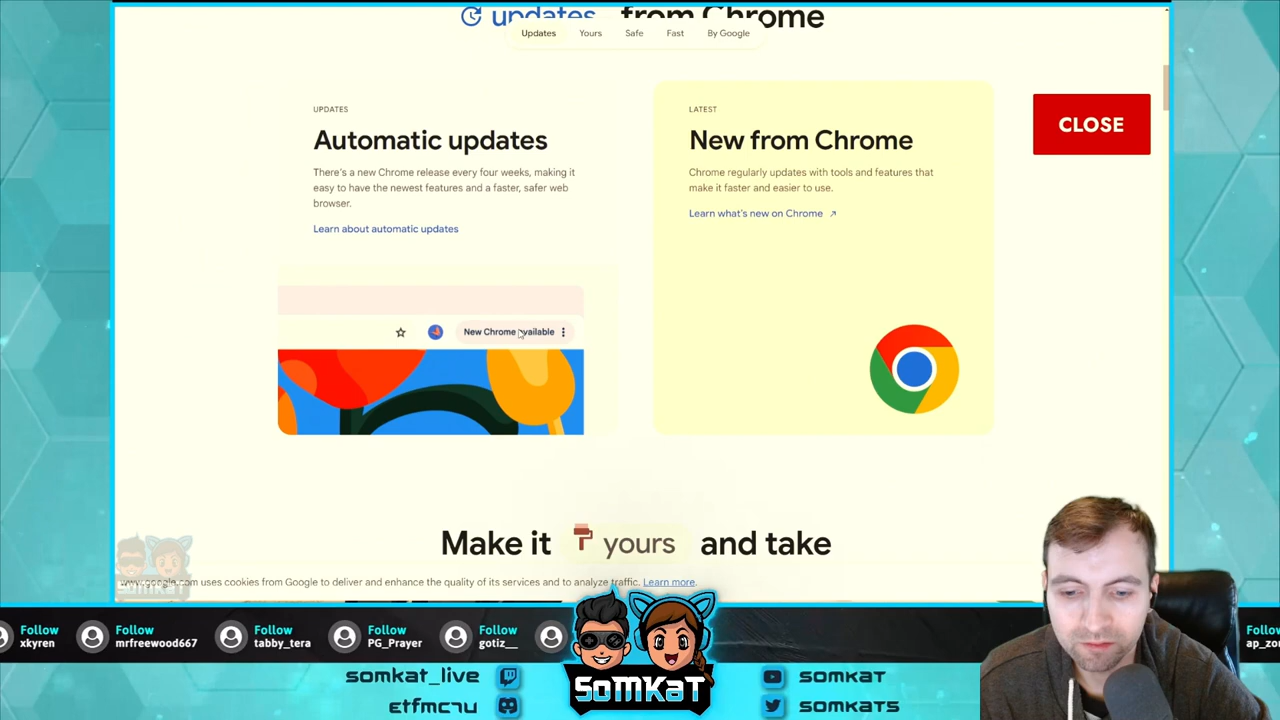 updates from Chrome
Updates Yours Safe Fast By Google
UPDATES
Automatic updates
There's a new Chrome release every four weeks, making it
easy to have the newest features and a faster, safer web
browser.
Learn about automatic updates
New Chrome available
LATEST
New from Chrome
Chrome regularly updates with tools and features that
make it faster and easier to use.
Learn what's new on Chrome
CLOSE
Make it yours and take
SOMKAT
www.google.com uses cookies from Google to deliver and enhance the quality of its services and to analyze traffic. Learn more.
Follow
xkyren
Follow
mrfreewood667
Follow
tabby_tera
Follow
PG_Prayer
Follow
gotiz__
Follow
SOMKAT
somkat_live
somkat
somkats